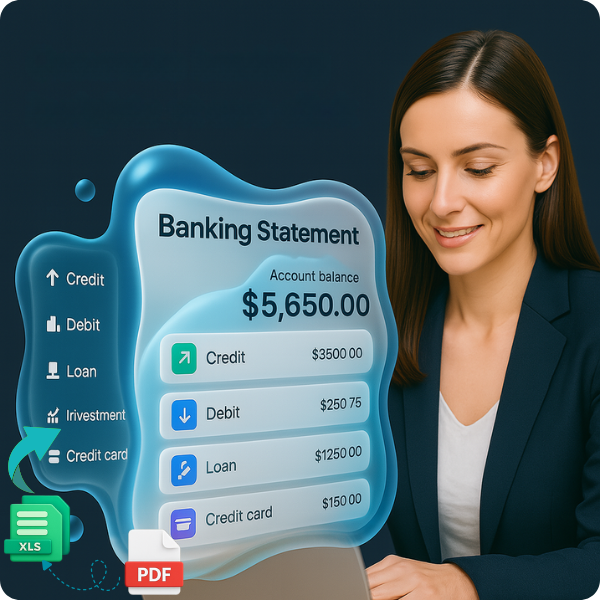 Banking Statement
Account balance
$5,650.00
Credit $3500 00
Debit $250 75
Loan $1250 00
Credit card $150 00
Credit
Debit
Loan
Irivestment
Credit card
XLS
PDF